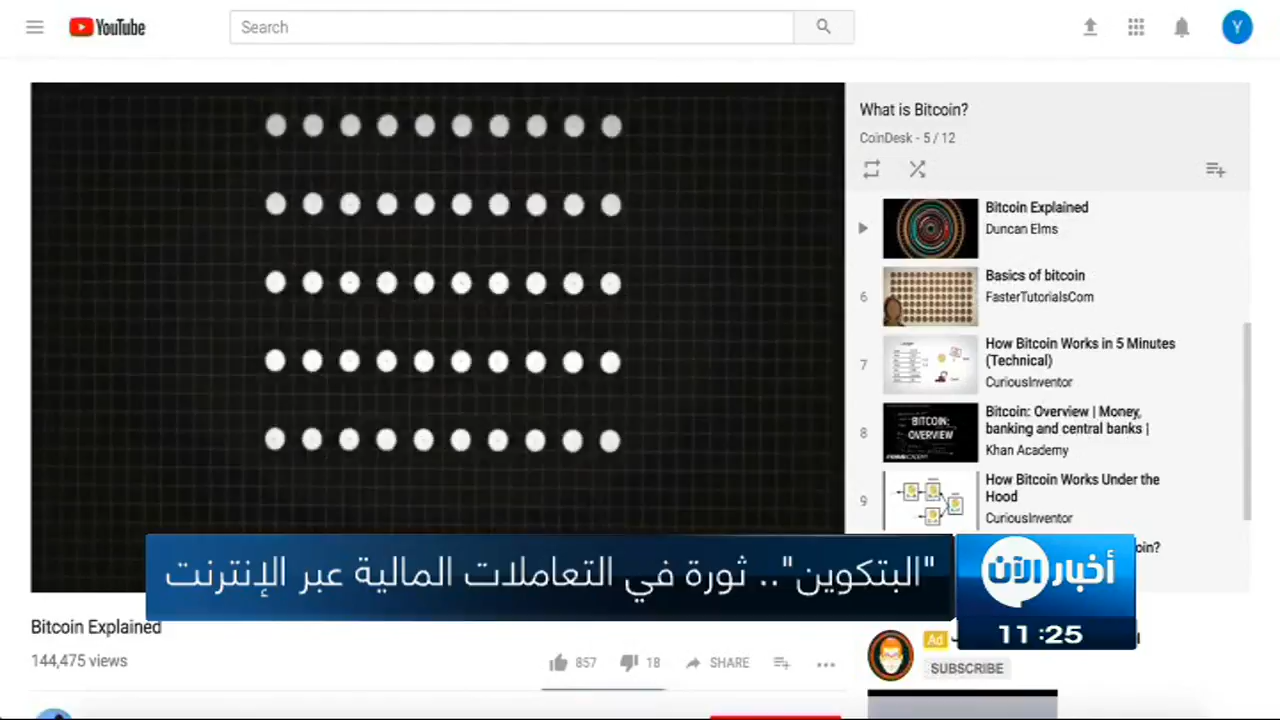 YouTube
Search
Y
What is Bitcoin?
CoinDesk - 5 / 12
Bitcoin Explained
Duncan Elms
6
Basics of bitcoin
FasterTutorialsCom
7
How Bitcoin Works in 5 Minutes
(Technical)
CuriousInventor
8
BITCOIN:
OVERVIEW
Bitcoin: Overview | Money,
banking and central banks |
Khan Academy
9
How Bitcoin Works Under the
Hood
CuriousInventor
"البتكوين".. ثورة في التعاملات المالية عبر الإنترنت
أخبار الآن
11:25
Bitcoin Explained
144,475 views
857
18
SHARE
Ad
SUBSCRIBE